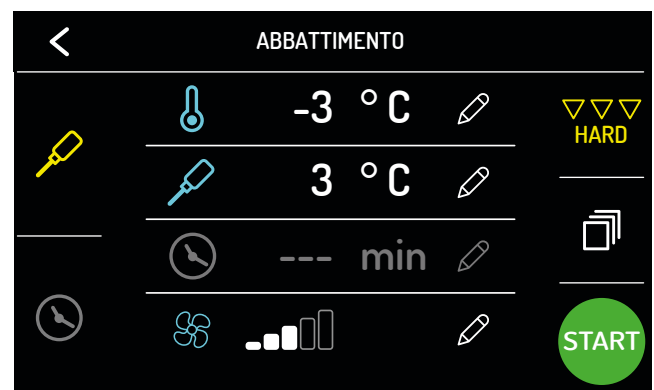 ABBATTIMENTO
-3 °C
HARD
3 °C
--- min
START